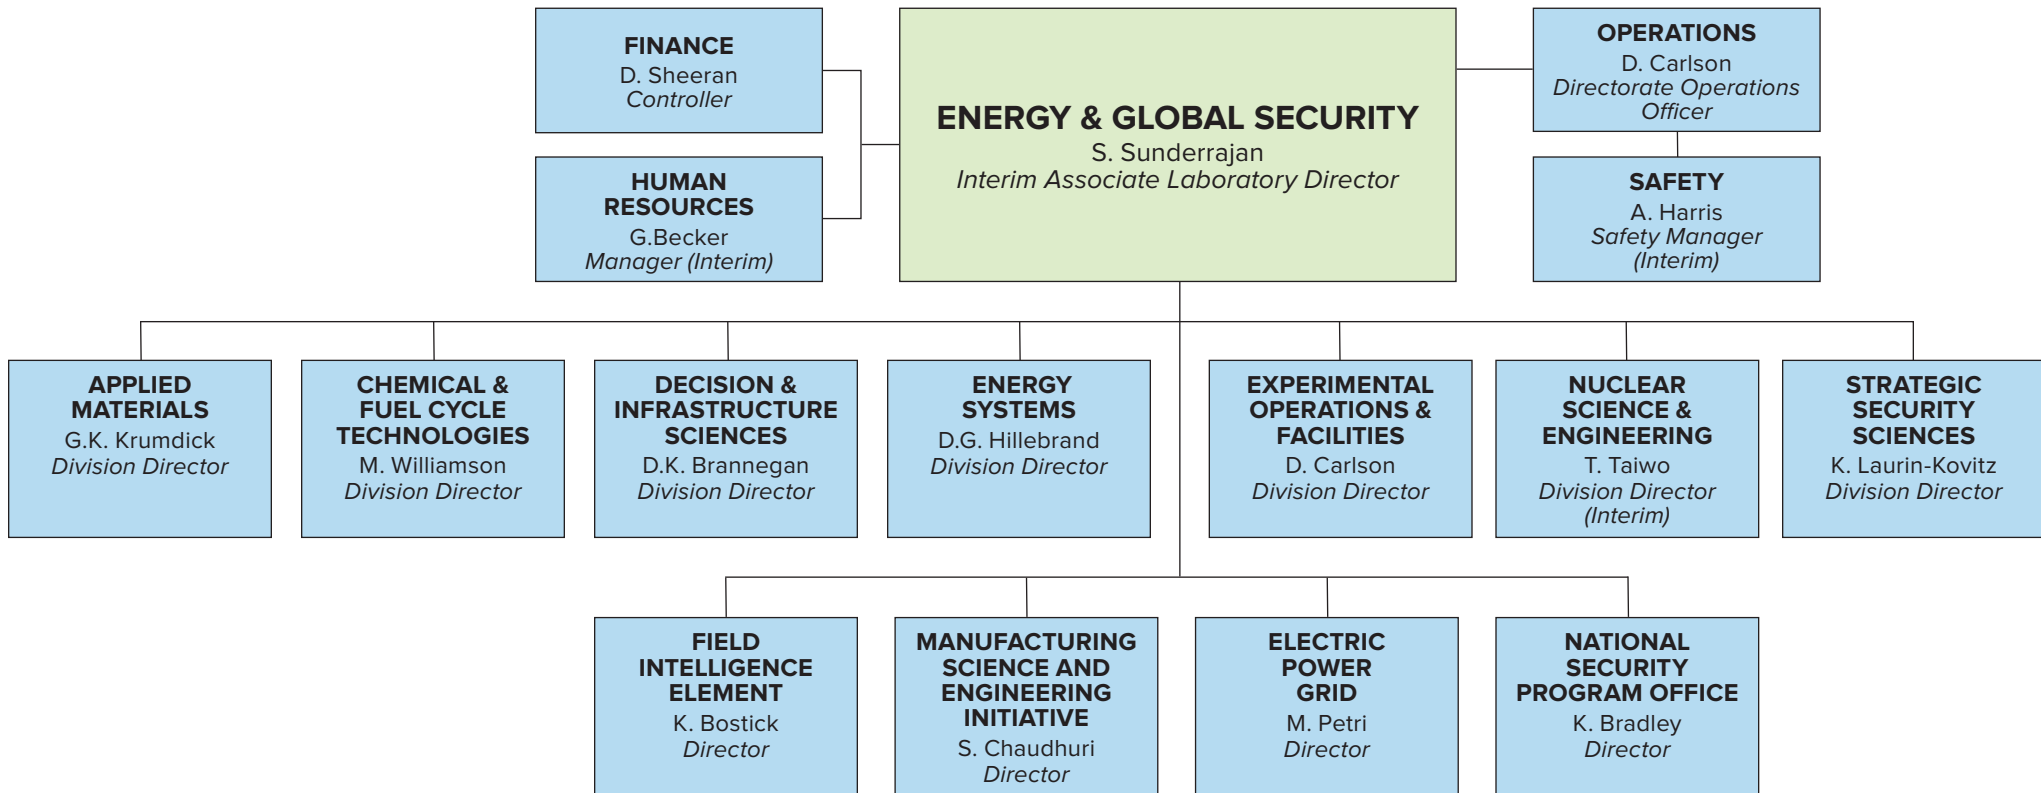 FINANCE
D. Sheeran
Controller
HUMAN
RESOURCES
G.Becker
Manager (Interim)
ENERGY & GLOBAL SECURITY
S. Sunderrajan
Interim Associate Laboratory Director
OPERATIONS
D. Carlson
Directorate Operations
Officer
SAFETY
A. Harris
Safety Manager
(Interim)
APPLIED
MATERIALS
G.K. Krumdick
Division Director
CHEMICAL &
FUEL CYCLE
TECHNOLOGIES
M. Williamson
Division Director
DECISION &
INFRASTRUCTURE
SCIENCES
D.K. Brannegan
Division Director
ENERGY
SYSTEMS
D.G. Hillebrand
Division Director
EXPERIMENTAL
OPERATIONS &
FACILITIES
D. Carlson
Division Director
NUCLEAR
SCIENCE &
ENGINEERING
T. Taiwo
Division Director
(Interim)
STRATEGIC
SECURITY
SCIENCES
K. Laurin-Kovitz
Division Director
FIELD
INTELLIGENCE
ELEMENT
K. Bostick
Director
MANUFACTURING
SCIENCE AND
ENGINEERING
INITIATIVE
S. Chaudhuri
Director
ELECTRIC
POWER
GRID
M. Petri
Director
NATIONAL
SECURITY
PROGRAM OFFICE
K. Bradley
Director